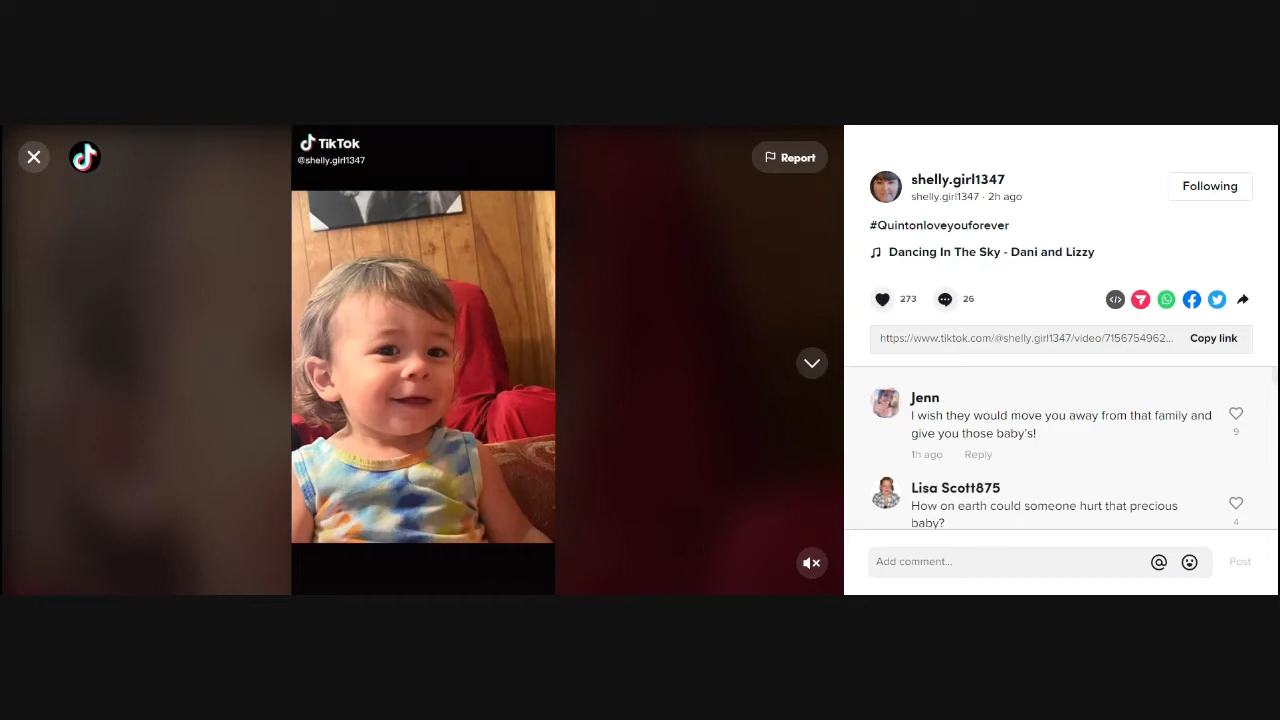 TikTok
@shelly.girl1347
Report
shelly.girl1347
shelly.girl1347 · 2h ago
Following
#Quintonloveyouforever
Dancing In The Sky - Dani and Lizzy
273
26
https://www.tiktok.com/@shelly.girl1347/video/7156754962...
Copy link
Jenn
I wish they would move you away from that family and
give you those baby's!
9
1h ago
Reply
Lisa Scott875
How on earth could someone hurt that precious
baby?
4
Add comment...
Post